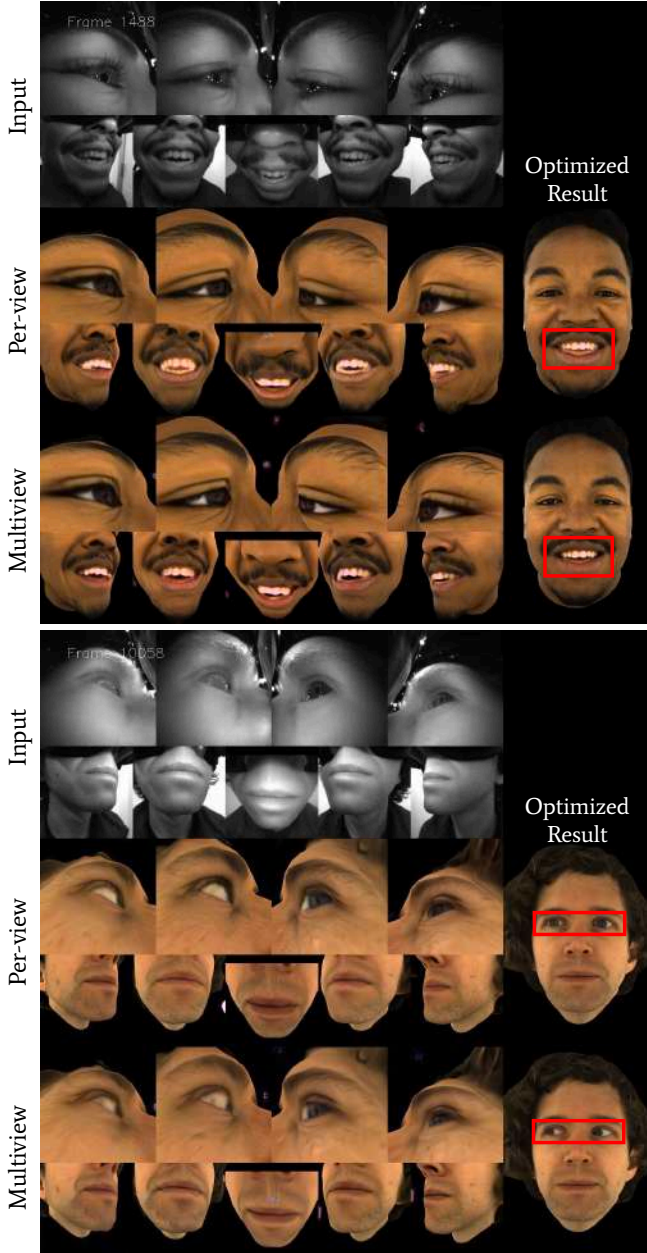 Frame 1488
Input
Optimized
Result
Per-view
Multiview
Frame 10058
Input
Optimized
Result
Per-view
Multiview